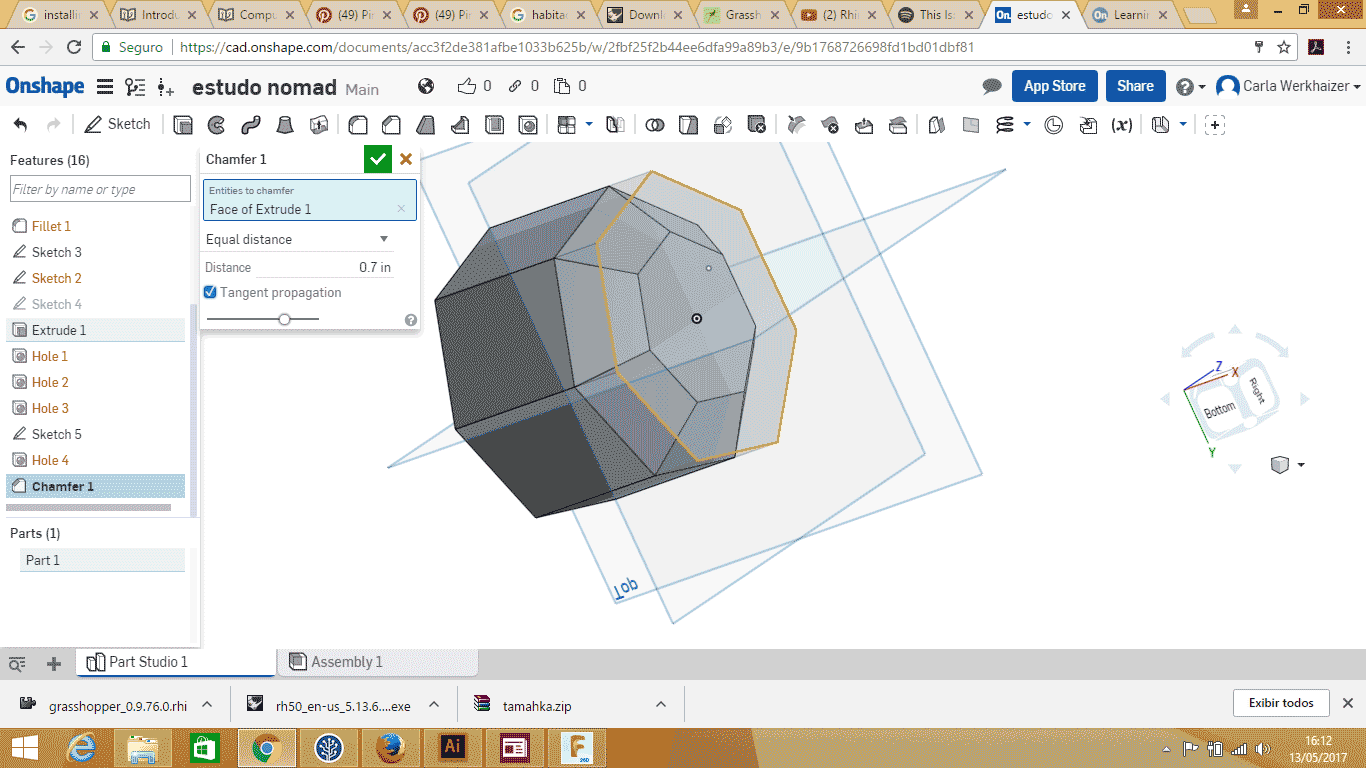 installin
Introdu
Compu
(49) Pin
(49) Pi
habitac
Downl
Grassh
(2) Rhi
This Is
estudo
Learnin
Seguro
https://cad.onshape.com/documents/acc3f2de381afbe1033b625b/w/2fbf25f2b44ee6dfa99a89b3/e/9b1768726698fd1bd01dbf81
Onshape estudo nomad Main 0 0 0 App Store Share Carla Werkhaizer
Sketch (x)
Features (16)
Filter by name or type
Fillet 1
Sketch 3
Sketch 2
Sketch 4
Extrude 1
Hole 1
Hole 2
Hole 3
Sketch 5
Hole 4
Chamfer 1
Parts (1)
Part 1
Chamfer 1
Entities to chamfer
Face of Extrude 1
Equal distance
Distance 0.7 in
Tangent propagation
Top
Z
X
Right
Bottom
Y
Part Studio 1 Assembly 1
grasshopper_0.9.76.0.rhi rh50_en-us_5.13.6....exe tamahka.zip Exibir todos
Ai F
16:12
13/05/2017